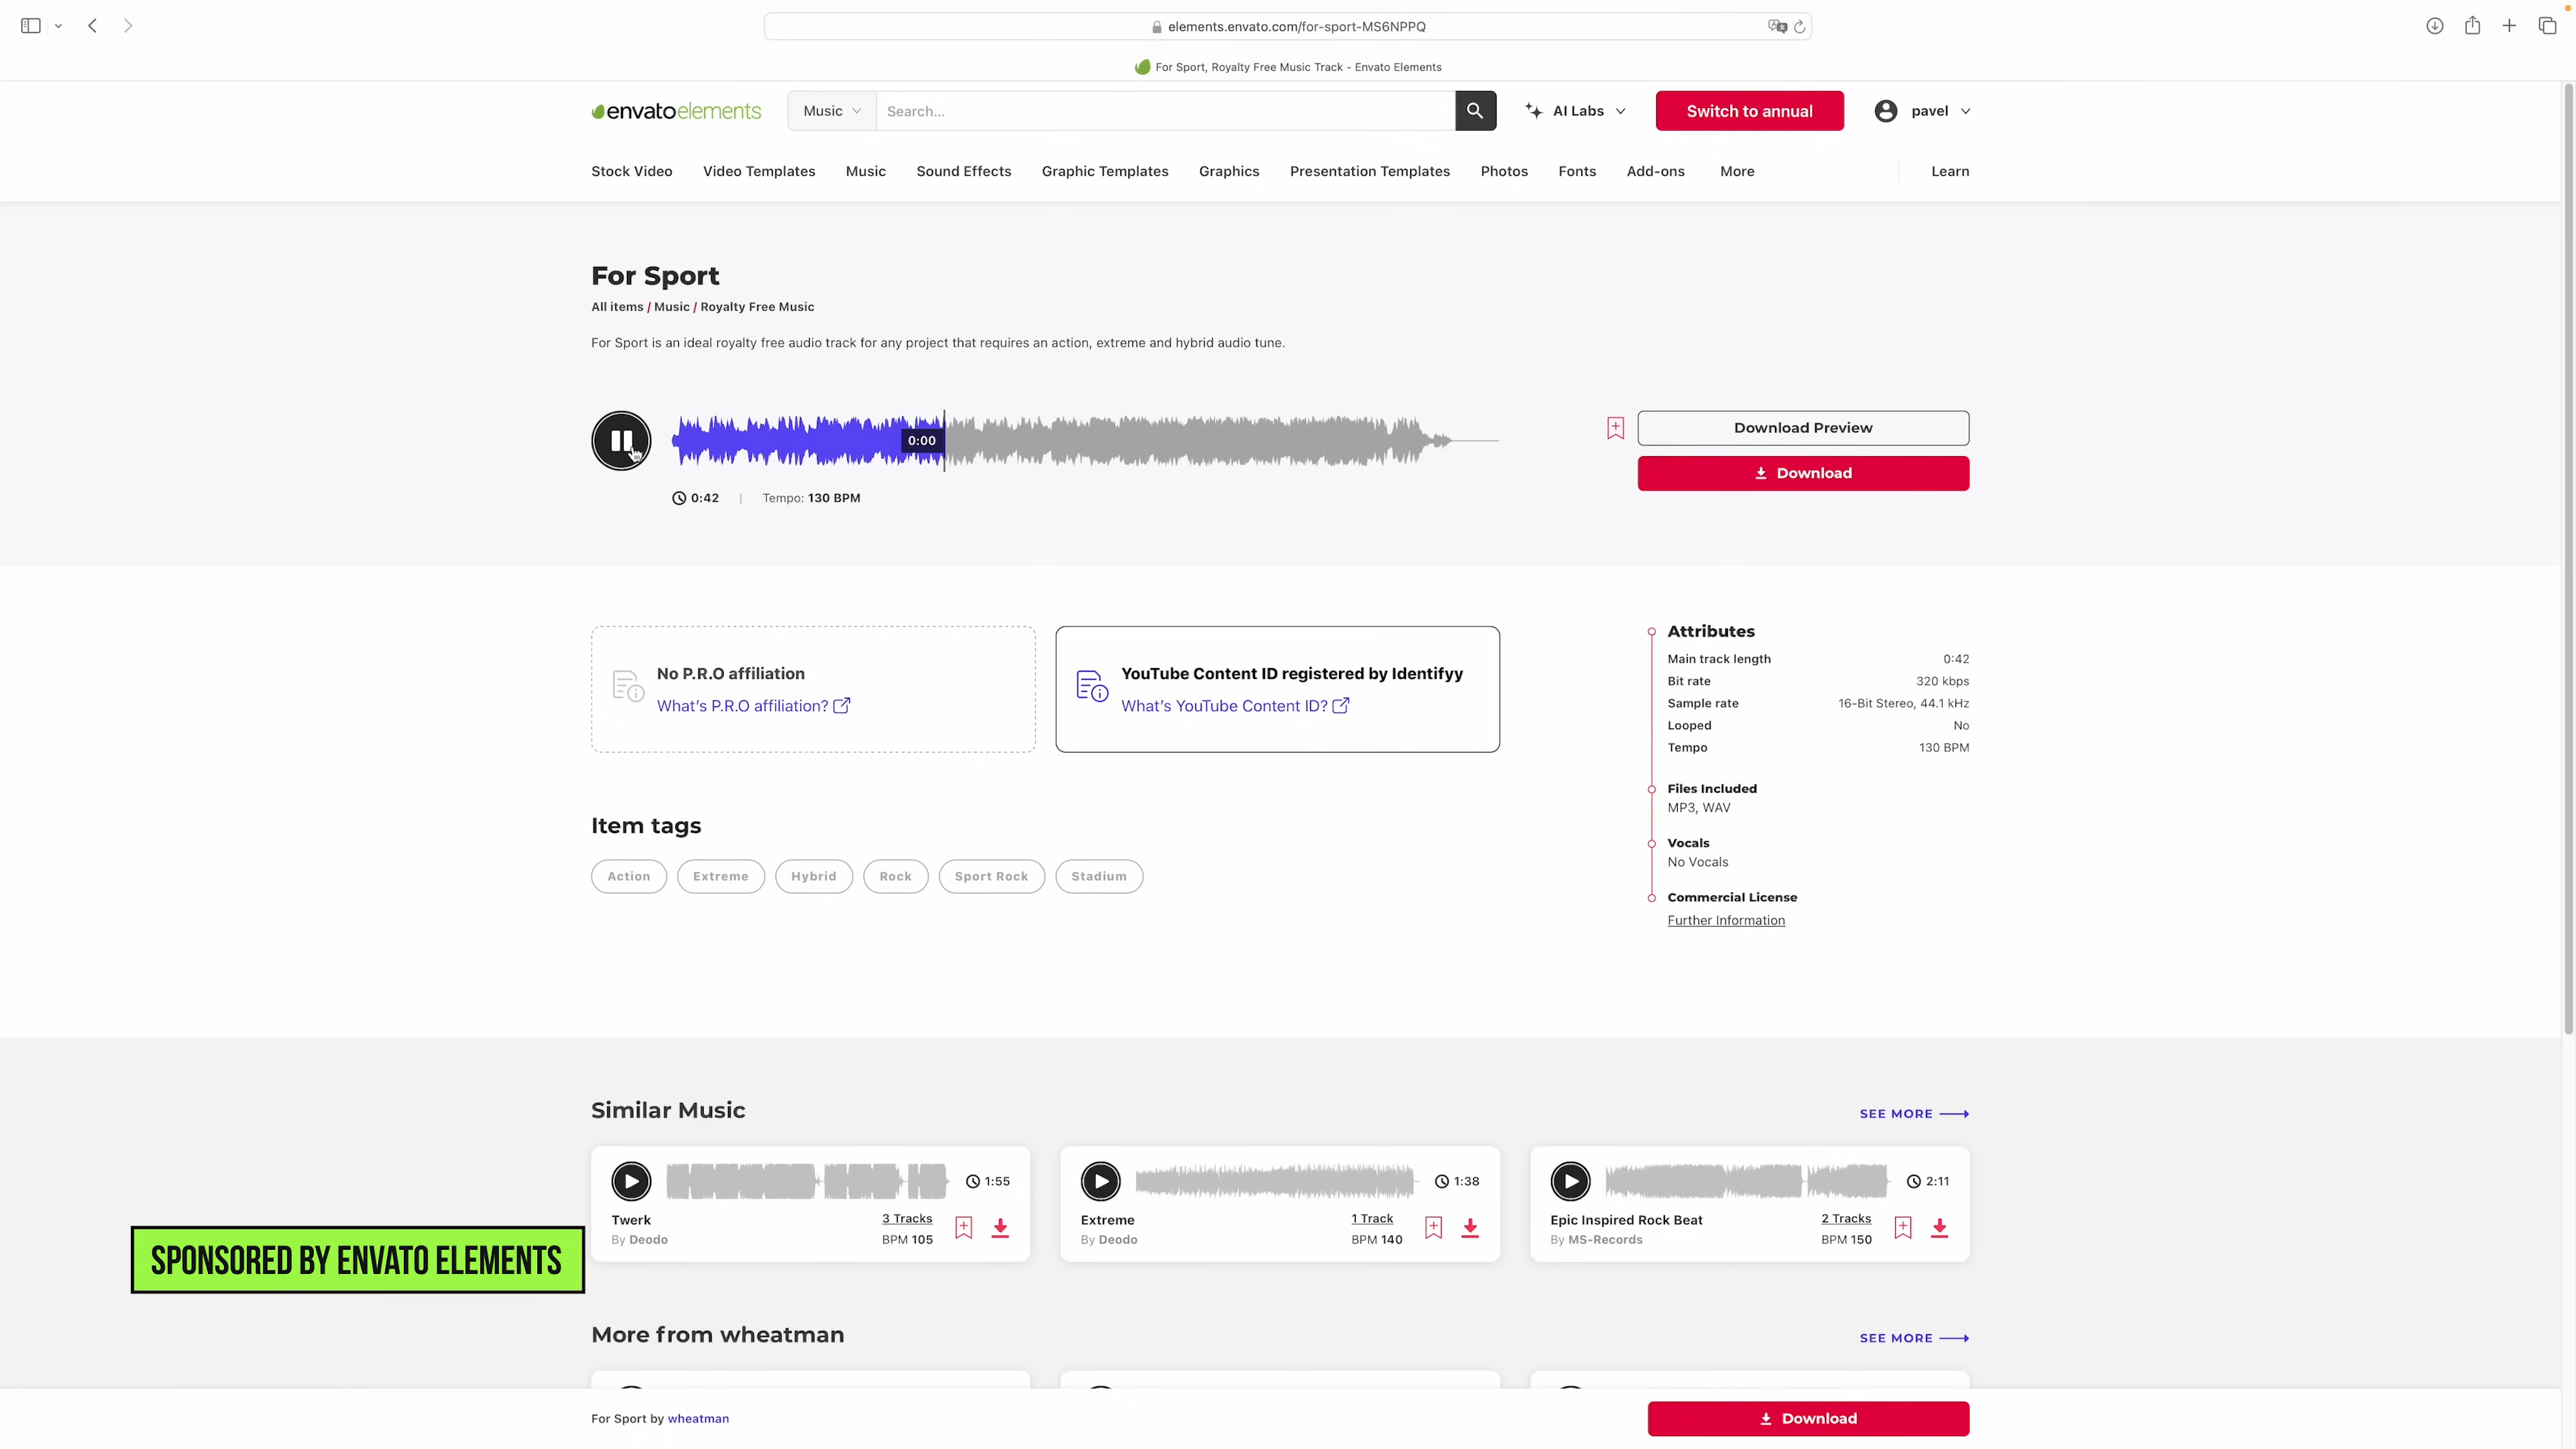 elements.envato.com/for-sport-MS6NPPQ
For Sport, Royalty Free Music Track - Envato Elements
envato elements
Music
Search...
AI Labs
Switch to annual
pavel
Stock Video
Video Templates
Music
Sound Effects
Graphic Templates
Graphics
Presentation Templates
Photos
Fonts
Add-ons
More
Learn
For Sport
All items / Music / Royalty Free Music
For Sport is an ideal royalty free audio track for any project that requires an action, extreme and hybrid audio tune.
0:00
0:42 | Tempo: 130 BPM
Download Preview
Download
No P.R.O affiliation
What's P.R.O affiliation?
YouTube Content ID registered by Identifyy
What's YouTube Content ID?
Attributes
Main track length 0:42
Bit rate 320 kbps
Sample rate 16-Bit Stereo, 44.1 kHz
Looped No
Tempo 130 BPM
Files Included
MP3, WAV
Vocals
No Vocals
Commercial License
Further Information
Item tags
Action
Extreme
Hybrid
Rock
Sport Rock
Stadium
Similar Music
SEE MORE
1:55
Twerk
3 Tracks
By Deodo
BPM 105
1:38
Extreme
1 Track
By Deodo
BPM 140
2:11
Epic Inspired Rock Beat
2 Tracks
By MS-Records
BPM 150
SPONSORED BY ENVATO ELEMENTS
More from wheatman
SEE MORE
For Sport by wheatman
Download